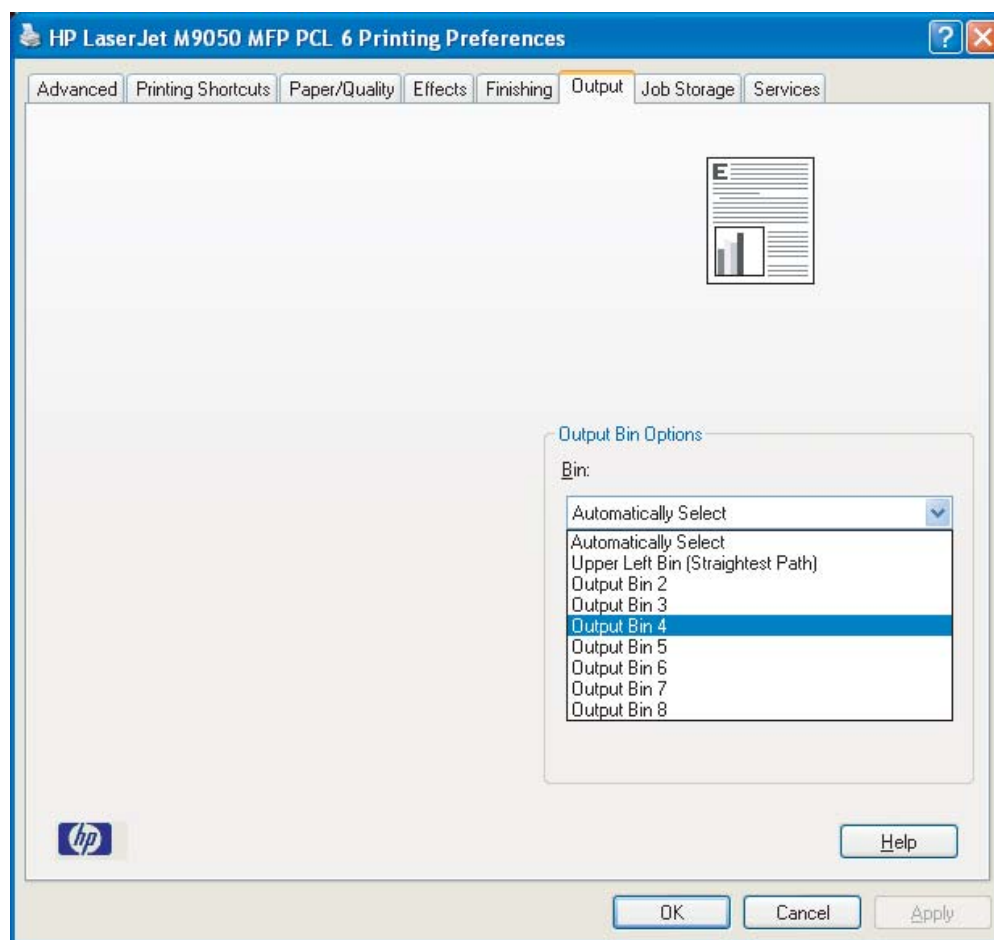 HP LaserJet M9050 MFP PCL 6 Printing Preferences
Advanced Printing Shortcuts Paper/Quality Effects Finishing Output Job Storage Services
E
Output Bin Options
Bin:
Automatically Select
Automatically Select
Upper Left Bin (Straightest Path)
Output Bin 2
Output Bin 3
Output Bin 4
Output Bin 5
Output Bin 6
Output Bin 7
Output Bin 8
hp
Help
OK Cancel Apply